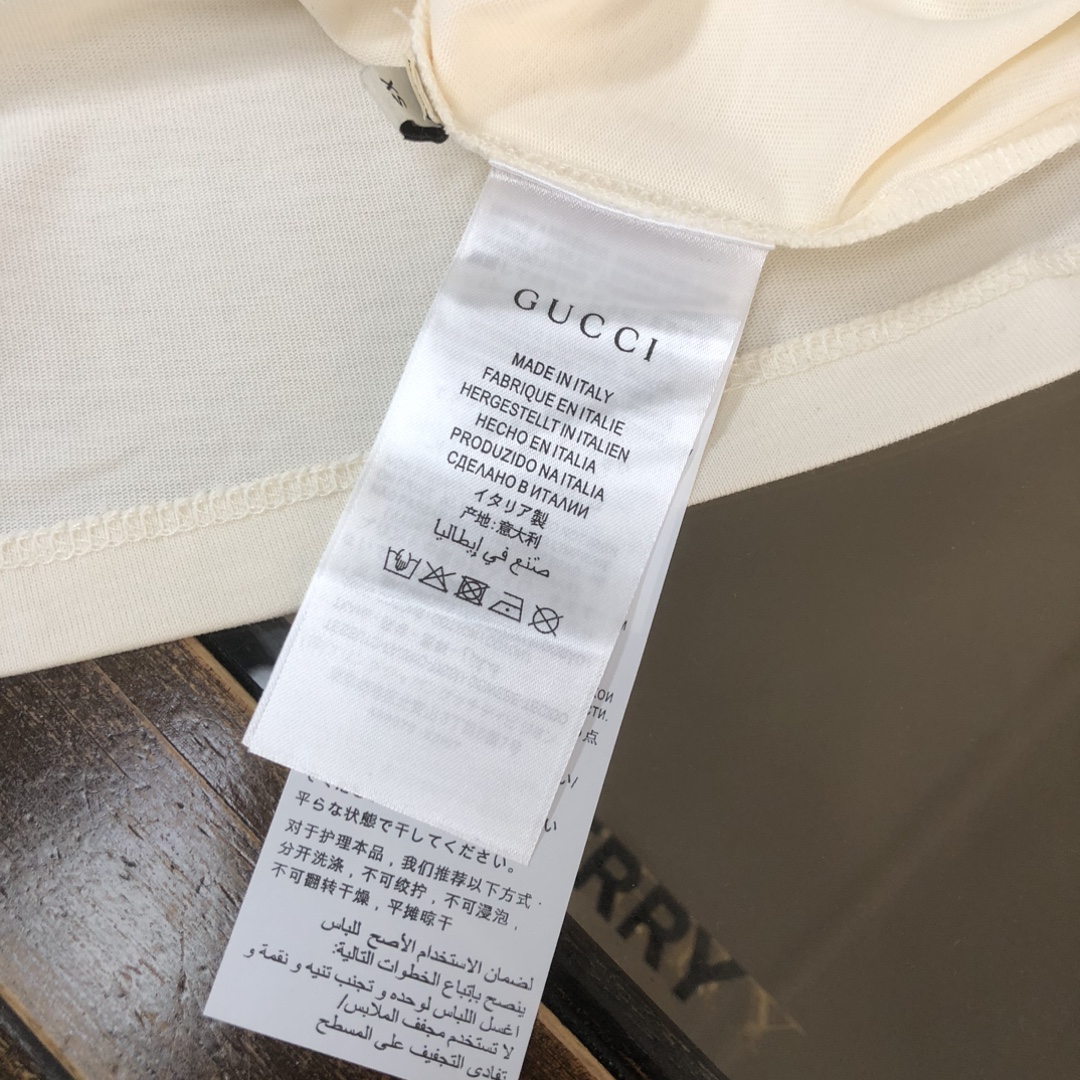 XS
GUCCI
MADE IN ITALY
FABRIQUE EN ITALIE
HERGESTELLT IN ITALIEN
HECHO EN ITALIA
PRODUZIDO NA ITALIA
СДЕЛАНО В ИТАЛИИ
イタリア製
产地:意大利
صنع في إيطاليا
平らな状態で干してください。
对于护理本品，我们推荐以下方式·
分开洗涤，不可绞拧，不可浸泡，
不可翻转干燥，平摊晾干
لضمان الاستخدام الأصح للباس
ينصح بإتباع الخطوات التالية:
اغسل اللباس لوحده و تجنب تنيه و نقمة و
لا تستخدم مجفف الملابس/
تفادى التجفيف على المسطح
RRY